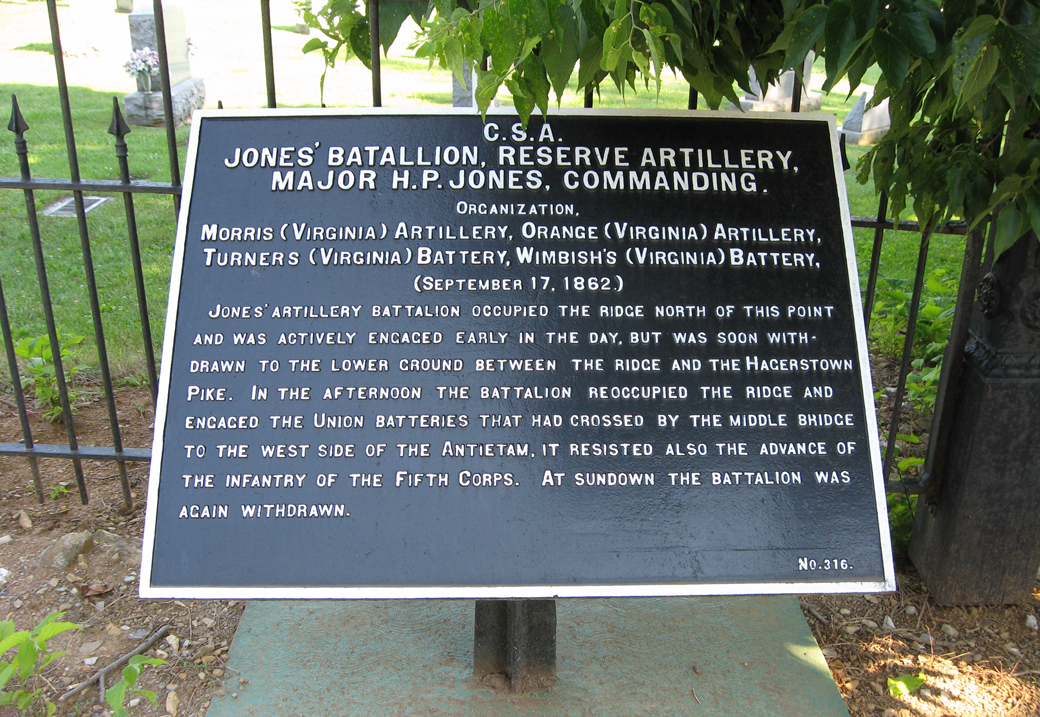 C.S.A.
JONES' BATALLION, RESERVE ARTILLERY,
MAJOR H.P. JONES, COMMANDING.
ORGANIZATION,
MORRIS (VIRGINIA) ARTILLERY, ORANGE (VIRGINIA) ARTILLERY,
TURNERS (VIRGINIA) BATTERY, WIMBISH'S (VIRGINIA) BATTERY,
(SEPTEMBER 17, 1862.)
JONES' ARTILLERY BATTALION OCCUPIED THE RIDGE NORTH OF THIS POINT
AND WAS ACTIVELY ENGAGED EARLY IN THE DAY, BUT WAS SOON WITH-
DRAWN TO THE LOWER GROUND BETWEEN THE RIDGE AND THE HAGERSTOWN
PIKE. IN THE AFTERNOON THE BATTALION REOCCUPIED THE RIDGE AND
ENGAGED THE UNION BATTERIES THAT HAD CROSSED BY THE MIDDLE BRIDGE
TO THE WEST SIDE OF THE ANTIETAM, IT RESISTED ALSO THE ADVANCE OF
THE INFANTRY OF THE FIFTH CORPS. AT SUNDOWN THE BATTALION WAS
AGAIN WITHDRAWN.
NO.316.